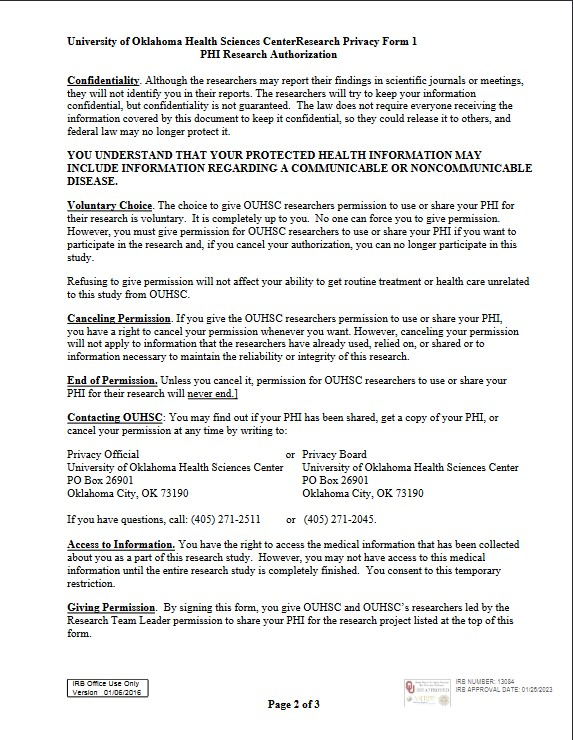 University of Oklahoma Health Sciences CenterResearch Privacy Form 1
PHI Research Authorization
Confidentiality. Although the researchers may report their findings in scientific journals or meetings,
they will not identify you in their reports. The researchers will try to keep your information
confidential, but confidentiality is not guaranteed. The law does not require everyone receiving the
information covered by this document to keep it confidential, so they could release it to others, and
federal law may no longer protect it.
YOU UNDERSTAND THAT YOUR PROTECTED HEALTH INFORMATION MAY
INCLUDE INFORMATION REGARDING A COMMUNICABLE OR NONCOMMUNICABLE
DISEASE.
Voluntary Choice. The choice to give OUHSC researchers permission to use or share your PHI for
their research is voluntary. It is completely up to you. No one can force you to give permission.
However, you must give permission for OUHSC researchers to use or share your PHI if you want to
participate in the research and, if you cancel your authorization, you can no longer participate in this
study.
Refusing to give permission will not affect your ability to get routine treatment or health care unrelated
to this study from OUHSC.
Canceling Permission. If you give the OUHSC researchers permission to use or share your PHI,
you have a right to cancel your permission whenever you want. However, canceling your permission
will not apply to information that the researchers have already used, relied on, or shared or to
information necessary to maintain the reliability or integrity of this research.
End of Permission. Unless you cancel it, permission for OUHSC researchers to use or share your
PHI for their research will never end.]
Contacting OUHSC: You may find out if your PHI has been shared, get a copy of your PHI, or
cancel your permission at any time by writing to:
Privacy Official or Privacy Board
University of Oklahoma Health Sciences Center University of Oklahoma Health Sciences Center
PO Box 26901 PO Box 26901
Oklahoma City, OK 73190 Oklahoma City, OK 73190
If you have questions, call: (405) 271-2511 or (405) 271-2045.
Access to Information. You have the right to access the medical information that has been collected
about you as a part of this research study. However, you may not have access to this medical
information until the entire research study is completely finished. You consent to this temporary
restriction.
Giving Permission. By signing this form, you give OUHSC and OUHSC's researchers led by the
Research Team Leader permission to share your PHI for the research project listed at the top of this
form.
IRB Office Use Only
Version 01/06/2016
Page 2 of 3
IRB NUMBER: 13084
IRB APPROVAL DATE: 01/26/2023